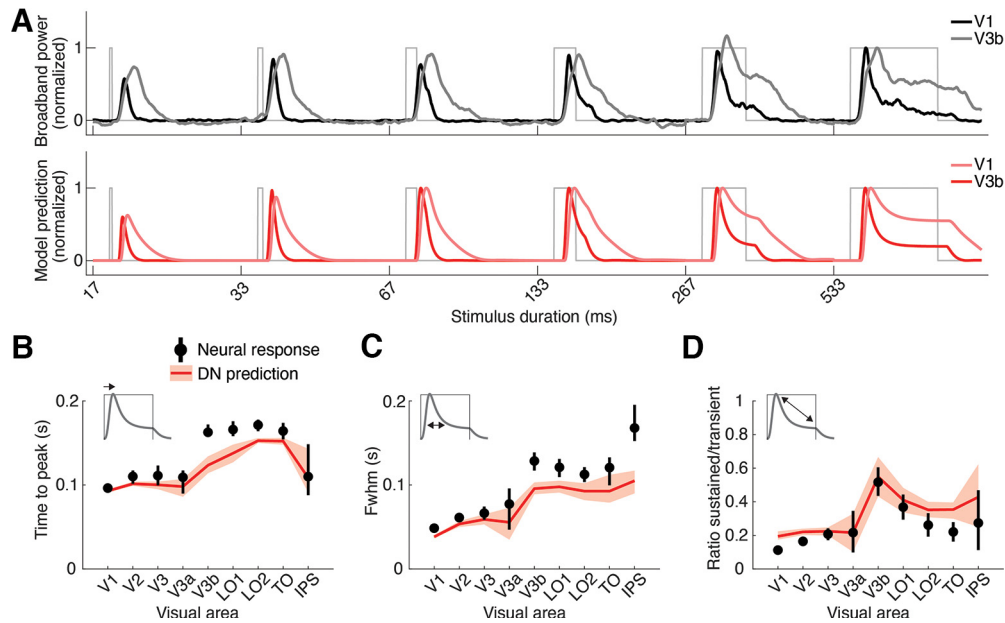 A
Broadband power
(normalized)
1
0
V1
V3b
Model prediction
(normalized)
1
0
V1
V3b
17
33
67
133
267
533
Stimulus duration (ms)
B
Neural response
DN prediction
Time to peak (s)
0.2
0.1
0
V1
V2
V3
V3a
V3b
LO1
LO2
TO
IPS
Visual area
C
Fwhm (s)
0.2
0.1
0
V1
V2
V3
V3a
V3b
LO1
LO2
TO
IPS
Visual area
D
Ratio sustained/transient
1
0.8
0.6
0.4
0.2
0
V1
V2
V3
V3a
V3b
LO1
LO2
TO
IPS
Visual area